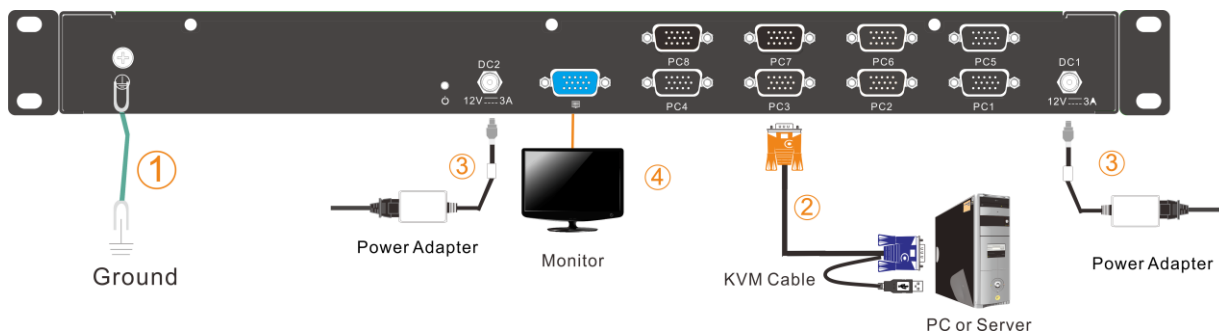 PC8
PC7
PC6
PC5
DC2
DC1
12V⎓3A
PC4
PC3
PC2
PC1
12V⎓3A
①
③
④
②
③
Power Adapter
Monitor
KVM Cable
Power Adapter
Ground
PC or Server